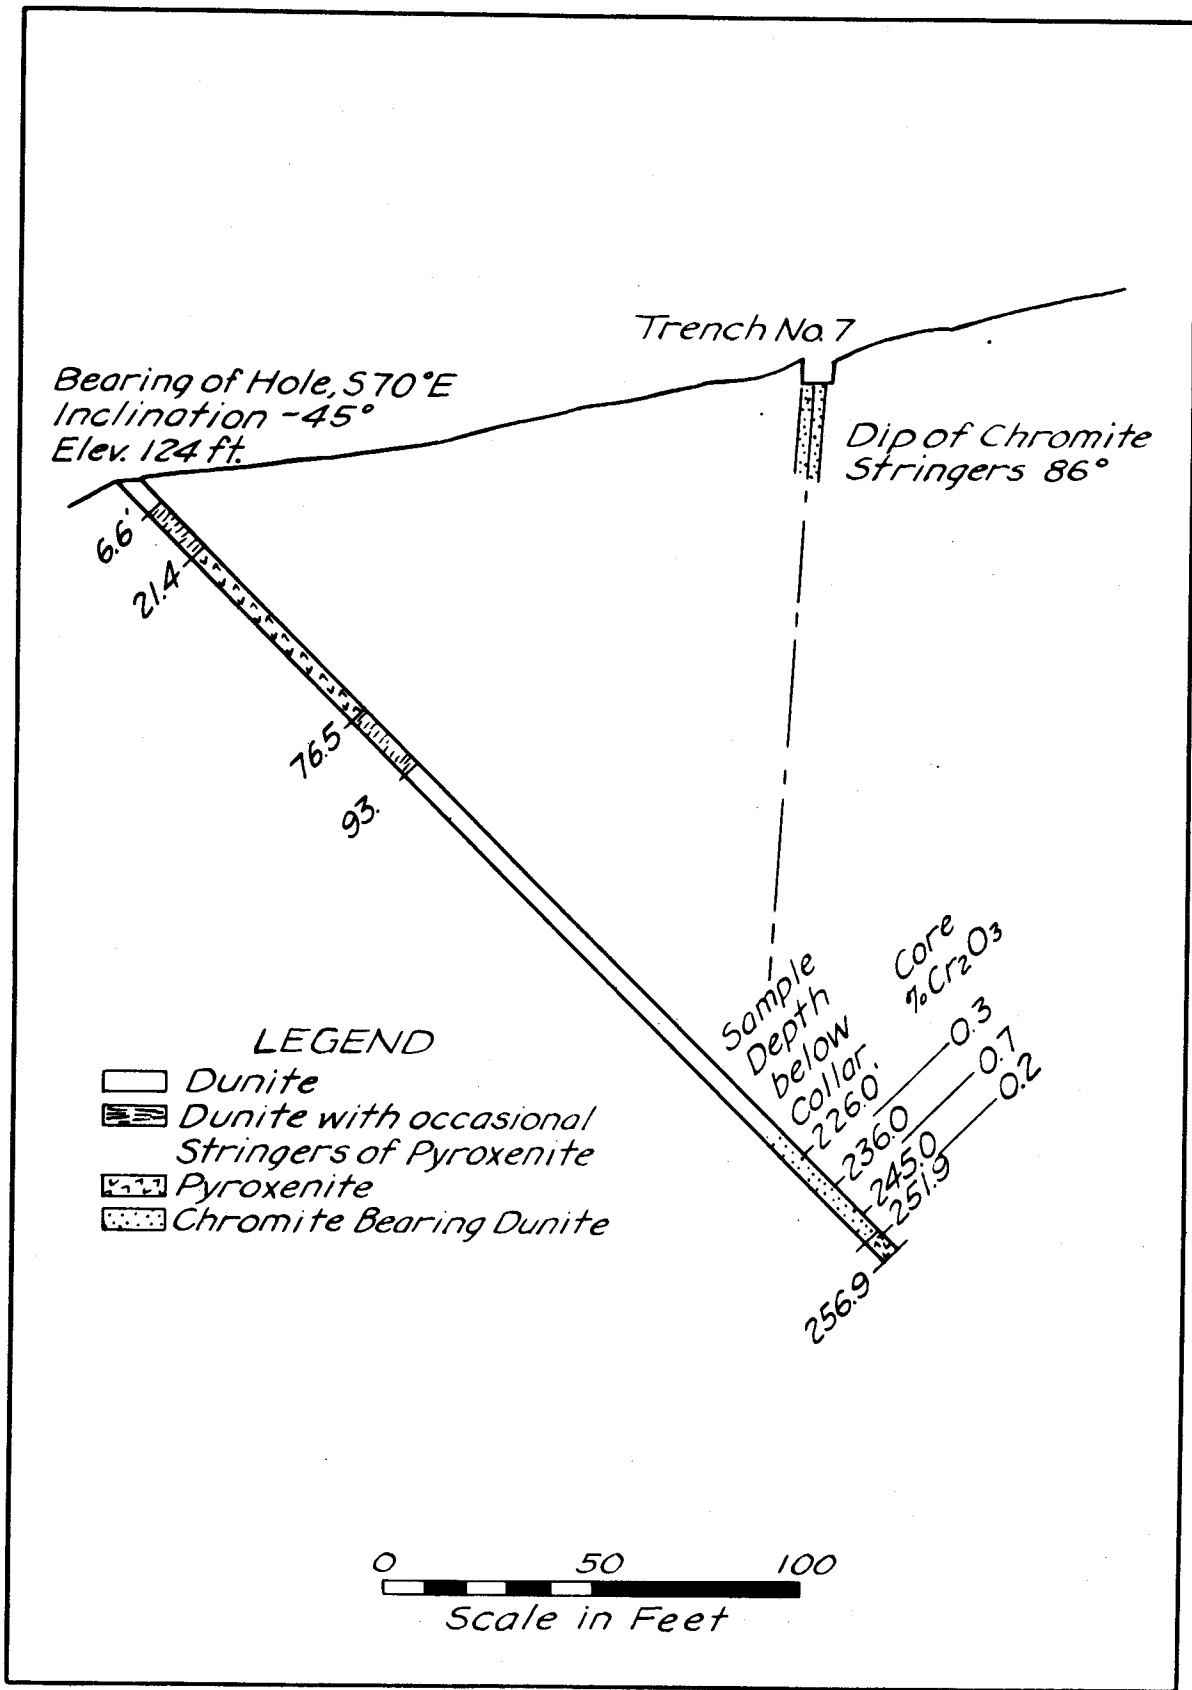 Trench No. 7
Bearing of Hole, S 70° E
Inclination -45°
Elev. 124 ft.
Dip of Chromite
Stringers 86°
6.6'
21.4
76.5
93.
Sample
Depth
below
Collar
Core
% Cr2O3
226.0'
0.3
236.0
0.7
245.0
0.2
251.9
256.9
LEGEND
Dunite
Dunite with occasional
Stringers of Pyroxenite
Pyroxenite
Chromite Bearing Dunite
0 50 100
Scale in Feet